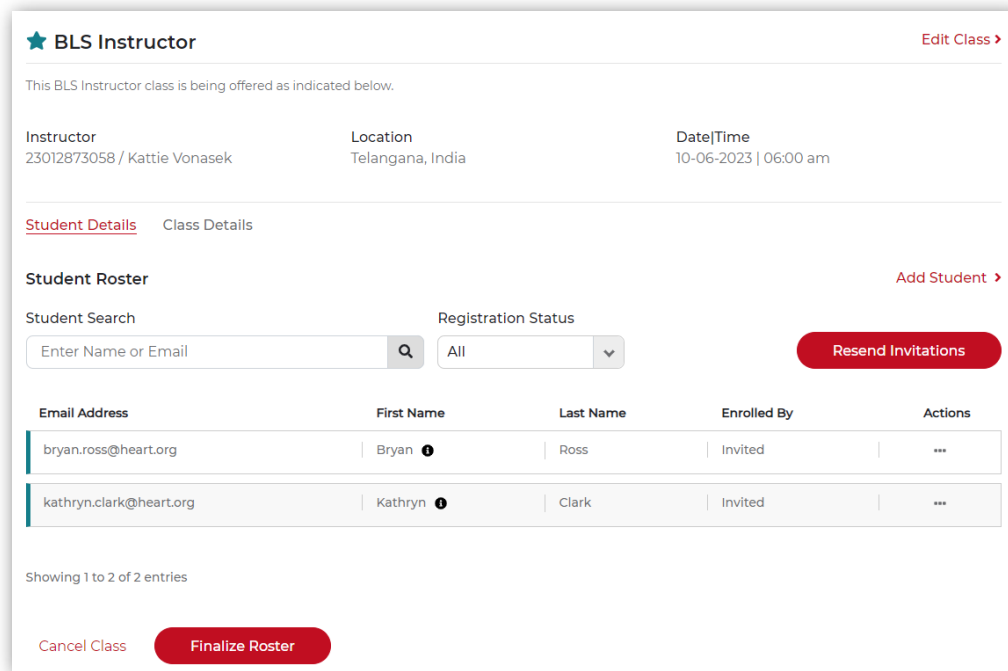 BLS Instructor
Edit Class
This BLS Instructor class is being offered as indicated below.
Instructor Location Date|Time
23012873058 / Kattie Vonasek Telangana, India 10-06-2023 | 06:00 am
Student Details Class Details
Student Roster Add Student
Student Search Registration Status
Enter Name or Email All Resend Invitations
Email Address First Name Last Name Enrolled By Actions
bryan.ross@heart.org Bryan Ross Invited
kathryn.clark@heart.org Kathryn Clark Invited
Showing 1 to 2 of 2 entries
Cancel Class Finalize Roster